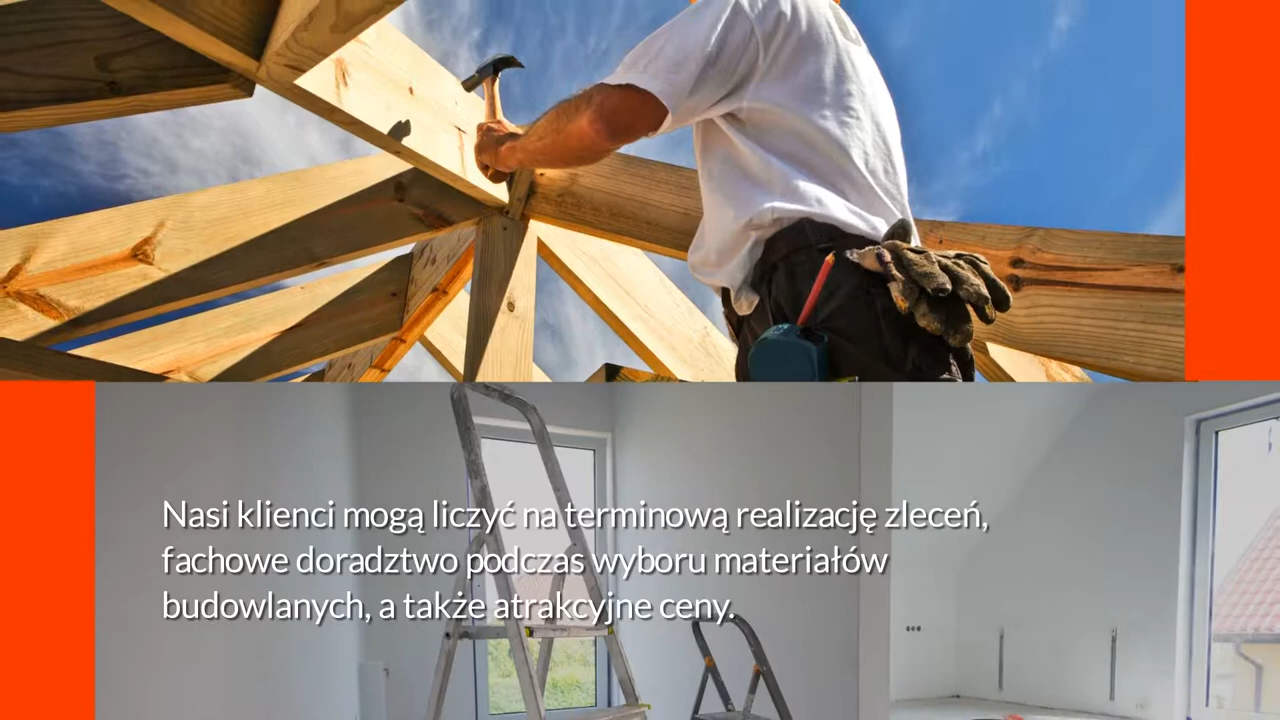 Nasi klienci mogą liczyć na terminową realizację zleceń,
fachowe doradztwo podczas wyboru materiałów
budowlanych, a także atrakcyjne ceny.